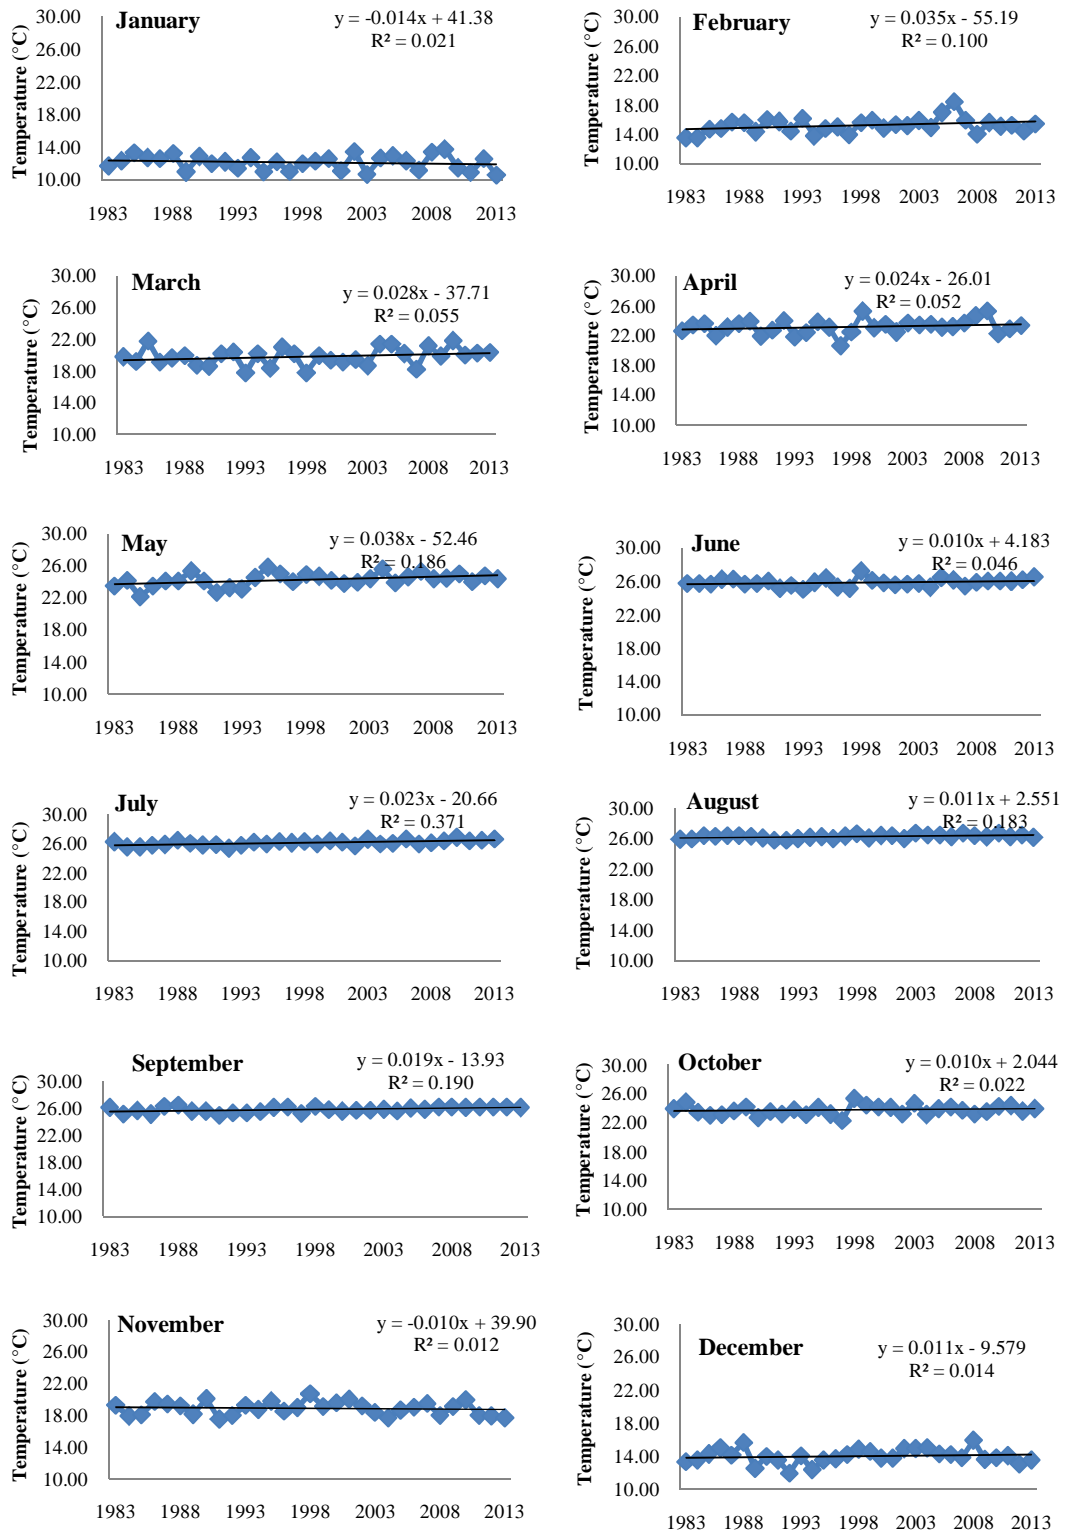 January
y = -0.014x + 41.38
R² = 0.021
Temperature (°C)
30.00
26.00
22.00
18.00
14.00
10.00
1983 1988 1993 1998 2003 2008 2013
February
y = 0.035x - 55.19
R² = 0.100
Temperature (°C)
30.00
26.00
22.00
18.00
14.00
10.00
1983 1988 1993 1998 2003 2008 2013
March
y = 0.028x - 37.71
R² = 0.055
Temperature (°C)
30.00
26.00
22.00
18.00
14.00
10.00
1983 1988 1993 1998 2003 2008 2013
April
y = 0.024x - 26.01
R² = 0.052
Temperature (°C)
30.00
26.00
22.00
18.00
14.00
10.00
1983 1988 1993 1998 2003 2008 2013
May
y = 0.038x - 52.46
R² = 0.186
Temperature (°C)
30.00
26.00
22.00
18.00
14.00
10.00
1983 1988 1993 1998 2003 2008 2013
June
y = 0.010x + 4.183
R² = 0.046
Temperature (°C)
30.00
26.00
22.00
18.00
14.00
10.00
1983 1988 1993 1998 2003 2008 2013
July
y = 0.023x - 20.66
R² = 0.371
Temperature (°C)
30.00
26.00
22.00
18.00
14.00
10.00
1983 1988 1993 1998 2003 2008 2013
August
y = 0.011x + 2.551
R² = 0.183
Temperature (°C)
30.00
26.00
22.00
18.00
14.00
10.00
1983 1988 1993 1998 2003 2008 2013
September
y = 0.019x - 13.93
R² = 0.190
Temperature (°C)
30.00
26.00
22.00
18.00
14.00
10.00
1983 1988 1993 1998 2003 2008 2013
October
y = 0.010x + 2.044
R² = 0.022
Temperature (°C)
30.00
26.00
22.00
18.00
14.00
10.00
1983 1988 1993 1998 2003 2008 2013
November
y = -0.010x + 39.90
R² = 0.012
Temperature (°C)
30.00
26.00
22.00
18.00
14.00
10.00
1983 1988 1993 1998 2003 2008 2013
December
y = 0.011x - 9.579
R² = 0.014
Temperature (°C)
30.00
26.00
22.00
18.00
14.00
10.00
1983 1988 1993 1998 2003 2008 2013